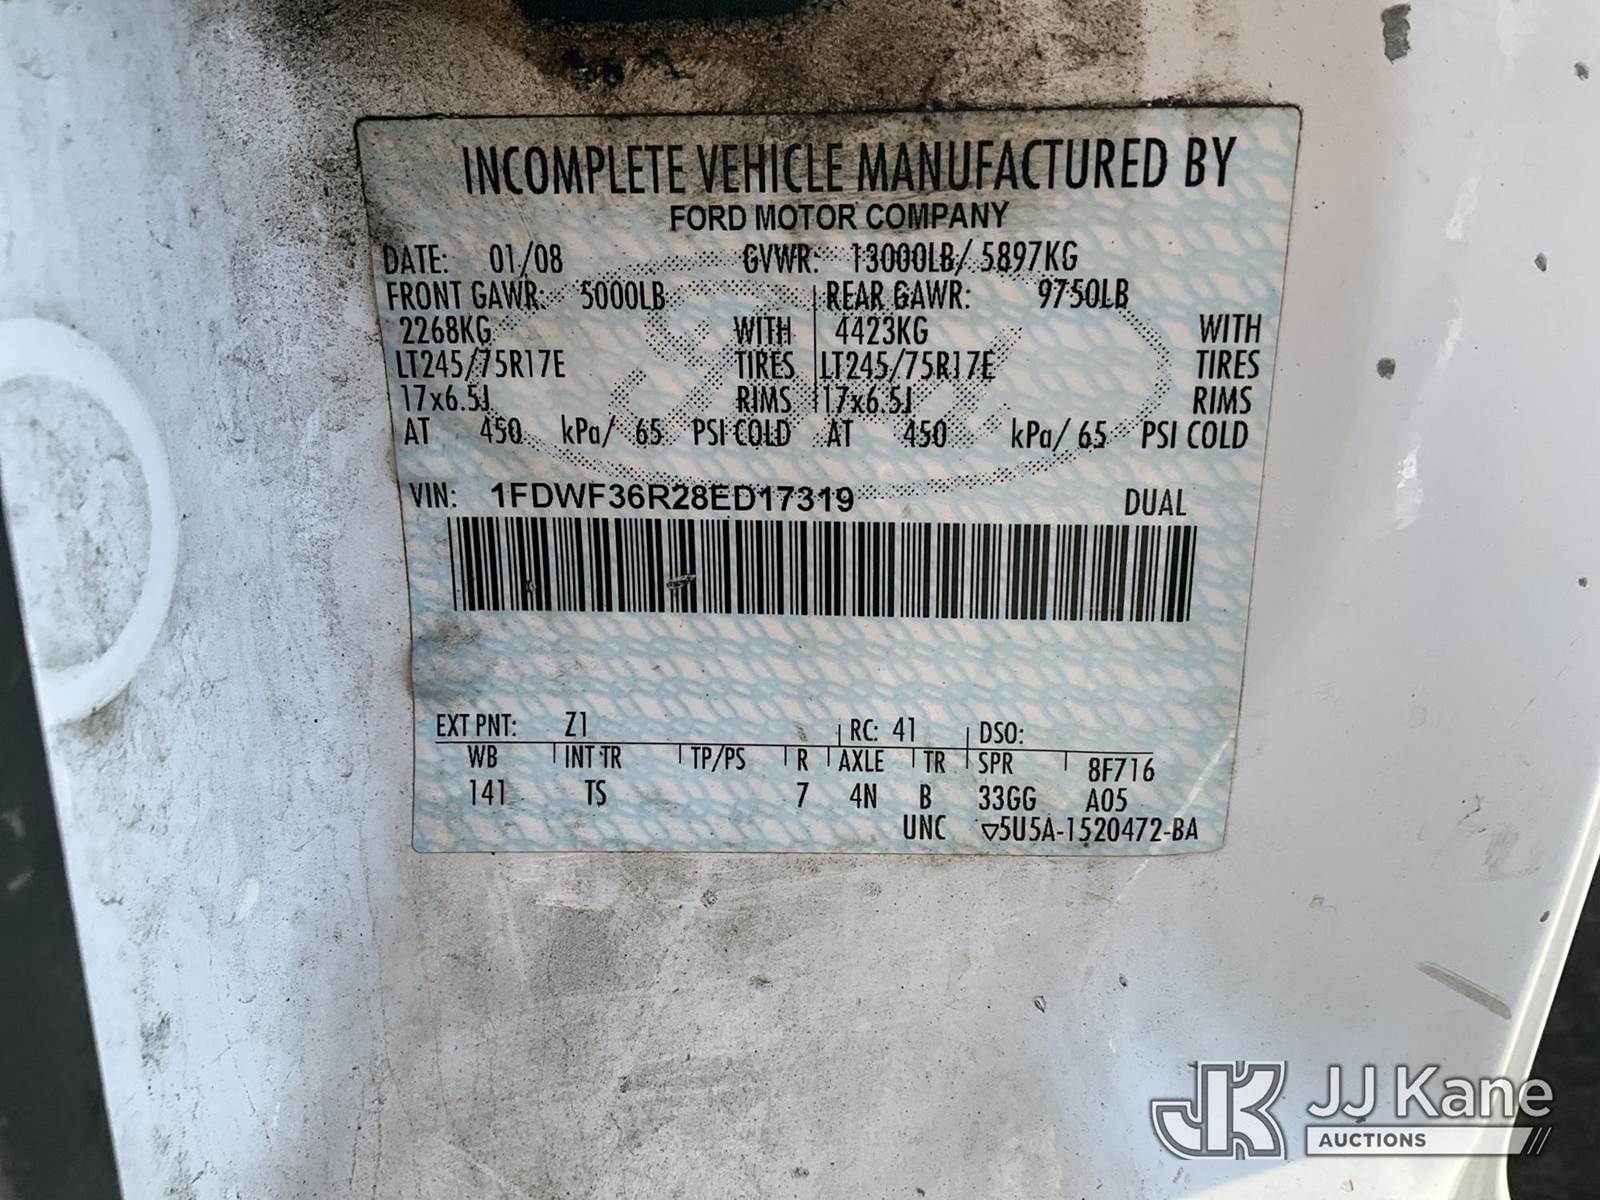 INCOMPLETE VEHICLE MANUFACTURED BY
FORD MOTOR COMPANY
DATE: 01/08 GVWR: 13000LB/ 5897KG
FRONT GAWR: 5000LB REAR GAWR: 9750LB
2268KG WITH 4423KG WITH
LT245/75R17E TIRES LT245/75R17E TIRES
17x6.5J RIMS 17x6.5J RIMS
AT 450 kPa/ 65 PSI COLD AT 450 kPa/ 65 PSI COLD
VIN: 1FDWF36R28ED17319 DUAL
EXT PNT: Z1 RC: 41 DSO:
WB INT TR TP/PS R AXLE TR SPR 8F716
141 TS 7 4N B 33GG A05
UNC ▽5U5A-1520472-BA
JK JJ Kane
AUCTIONS